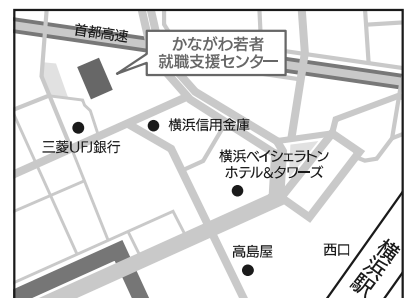 首都高速
かながわ若者
就職支援センター
横浜信用金庫
三菱UFJ銀行
横浜ベイシェラトン
ホテル&タワーズ
高島屋
西口
横浜駅